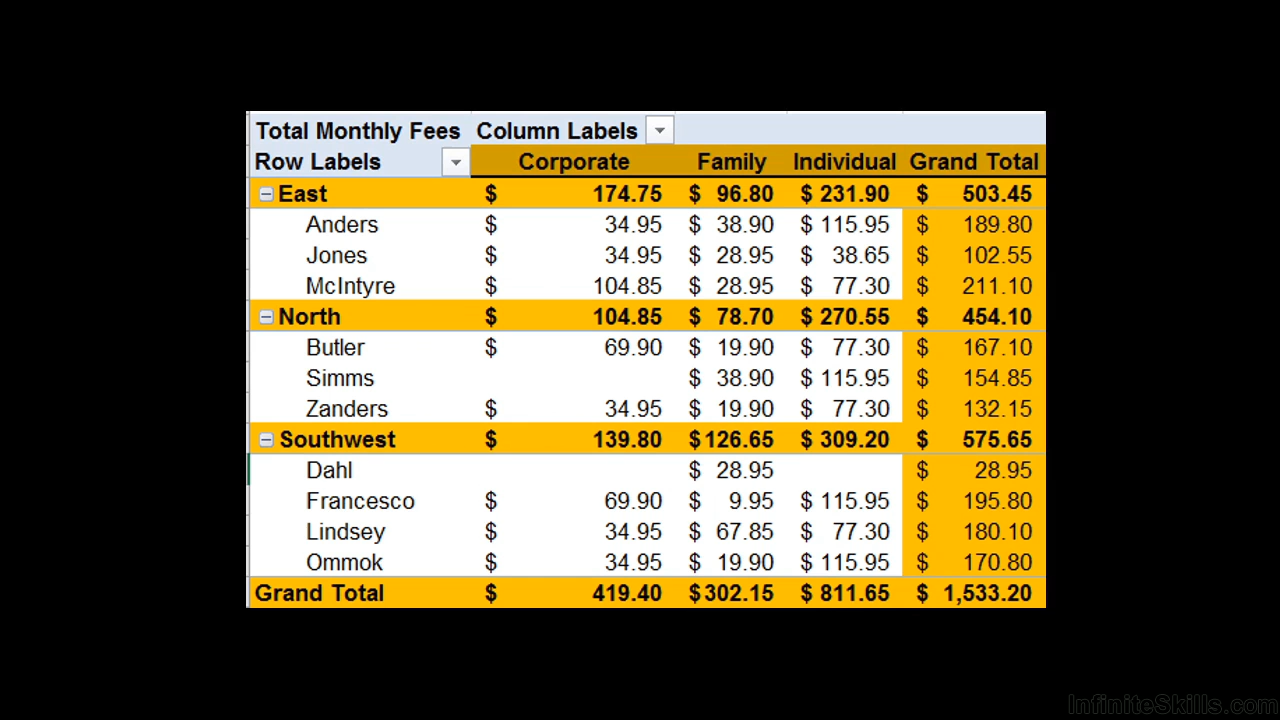 Total Monthly Fees Column Labels
Row Labels Corporate Family Individual Grand Total
East $ 174.75 $ 96.80 $ 231.90 $ 503.45
Anders $ 34.95 $ 38.90 $ 115.95 $ 189.80
Jones $ 34.95 $ 28.95 $ 38.65 $ 102.55
McIntyre $ 104.85 $ 28.95 $ 77.30 $ 211.10
North $ 104.85 $ 78.70 $ 270.55 $ 454.10
Butler $ 69.90 $ 19.90 $ 77.30 $ 167.10
Simms $ 38.90 $ 115.95 $ 154.85
Zanders $ 34.95 $ 19.90 $ 77.30 $ 132.15
Southwest $ 139.80 $126.65 $ 309.20 $ 575.65
Dahl $ 28.95 $ 28.95
Francesco $ 69.90 $ 9.95 $ 115.95 $ 195.80
Lindsey $ 34.95 $ 67.85 $ 77.30 $ 180.10
Ommok $ 34.95 $ 19.90 $ 115.95 $ 170.80
Grand Total $ 419.40 $302.15 $ 811.65 $ 1,533.20
InfiniteSkills.com